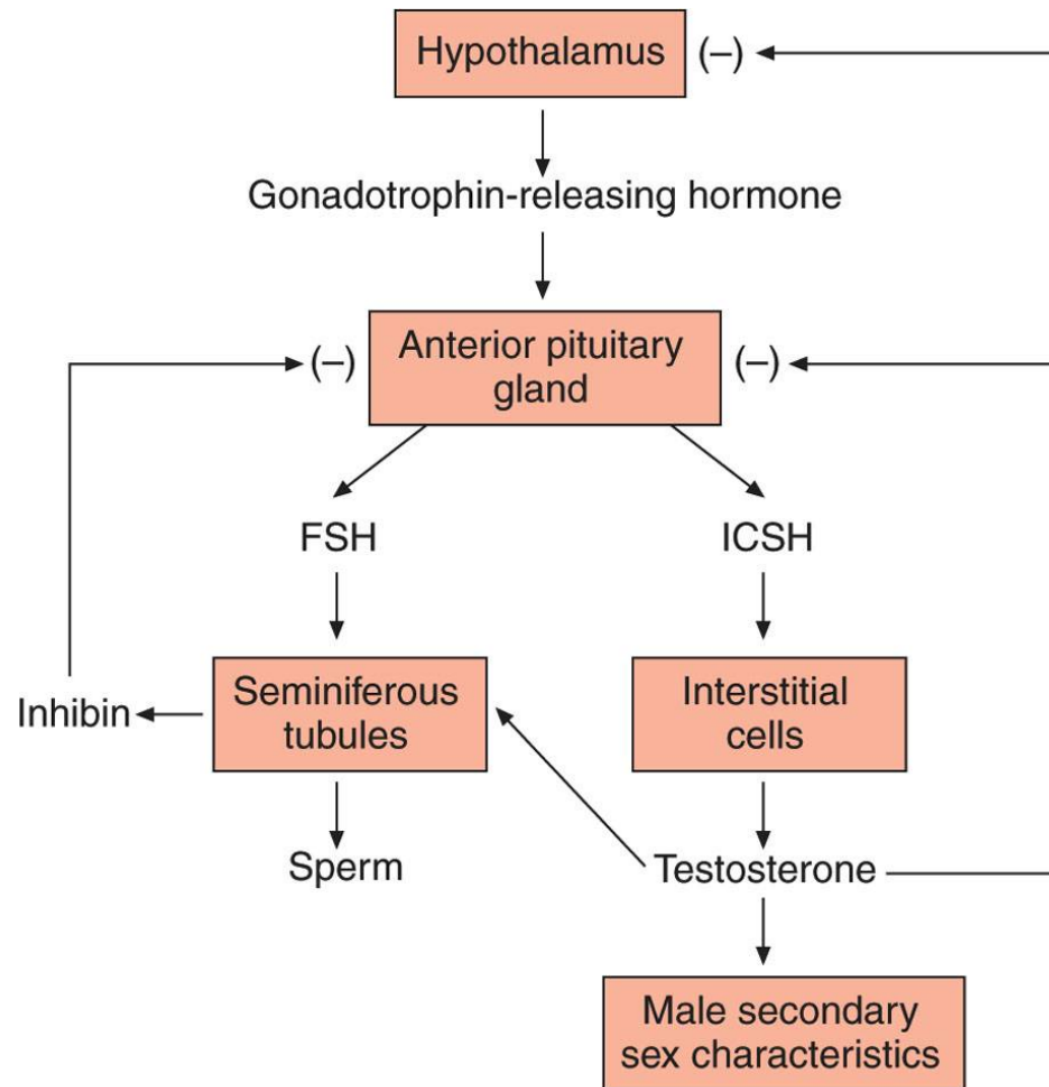 Hypothalamus (–)
Gonadotrophin-releasing hormone
(–) Anterior pituitary
gland (–)
FSH
ICSH
Seminiferous
tubules
Interstitial
cells
Inhibin
Sperm
Testosterone
Male secondary
sex characteristics